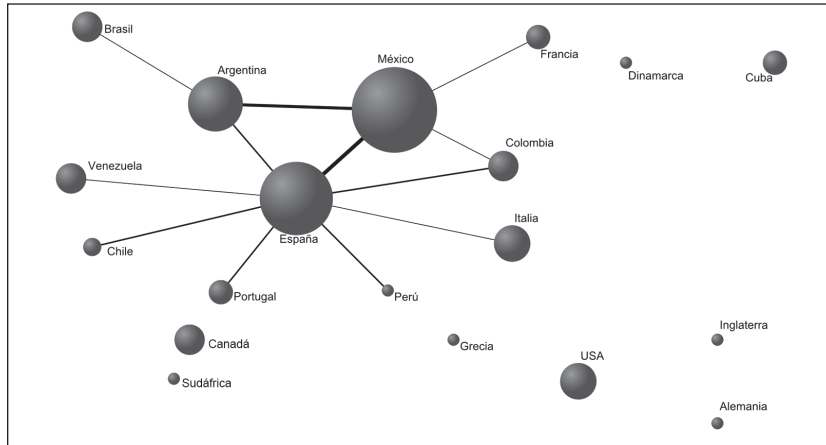 Brasil
Argentina
México
Francia
Dinamarca
Cuba
Venezuela
Colombia
España
Italia
Chile
Portugal
Perú
Canadá
Sudáfrica
Grecia
USA
Inglaterra
Alemania